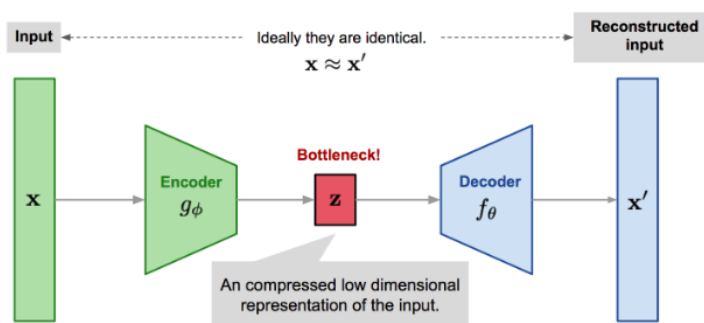 Input
Ideally they are identical.
Reconstructed
input
x ≈ x′
Bottleneck!
x
Encoder
gϕ
z
Decoder
fθ
x′
An compressed low dimensional
representation of the input.